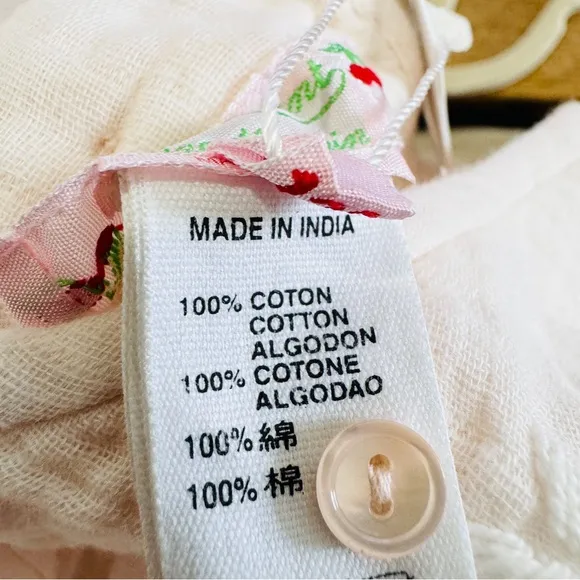 MADE IN INDIA
100% COTON
COTTON
ALGODON
100% COTONE
ALGODAO
100% 綿
100% 棉